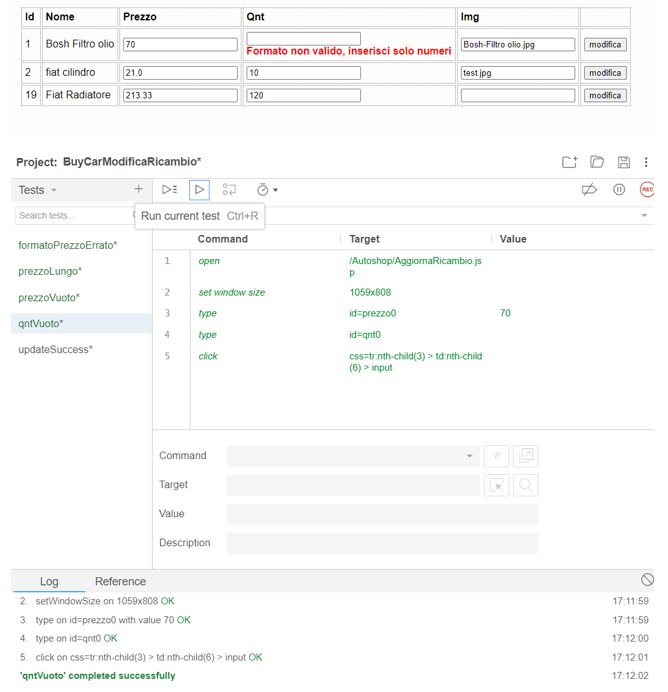 Id Nome Prezzo Qnt Img
1 Bosh Filtro olio 70 Bosh-Filtro olio.jpg modifica
Formato non valido, inserisci solo numeri
2 fiat cilindro 21.0 10 test.jpg modifica
19 Fiat Radiatore 213.33 120 modifica
Project: BuyCarModificaRicambio*
Tests
REC
Search tests...
Run current test Ctrl+R
Command Target Value
formatoPrezzoErrato*
prezzoLungo*
prezzoVuoto*
qntVuoto*
updateSuccess*
1 open /Autoshop/AggiornaRicambio.js
p
2 set window size 1059x808
3 type id=prezzo0 70
4 type id=qnt0
5 click css=tr:nth-child(3) > td:nth-child
(6) > input
Command //
Target
Value
Description
Log Reference
2. setWindowSize on 1059x808 OK 17:11:59
3. type on id=prezzo0 with value 70 OK 17:11:59
4. type on id=qnt0 OK 17:12:00
5. click on css=tr:nth-child(3) > td:nth-child(6) > input OK 17:12:01
'qntVuoto' completed successfully 17:12:02